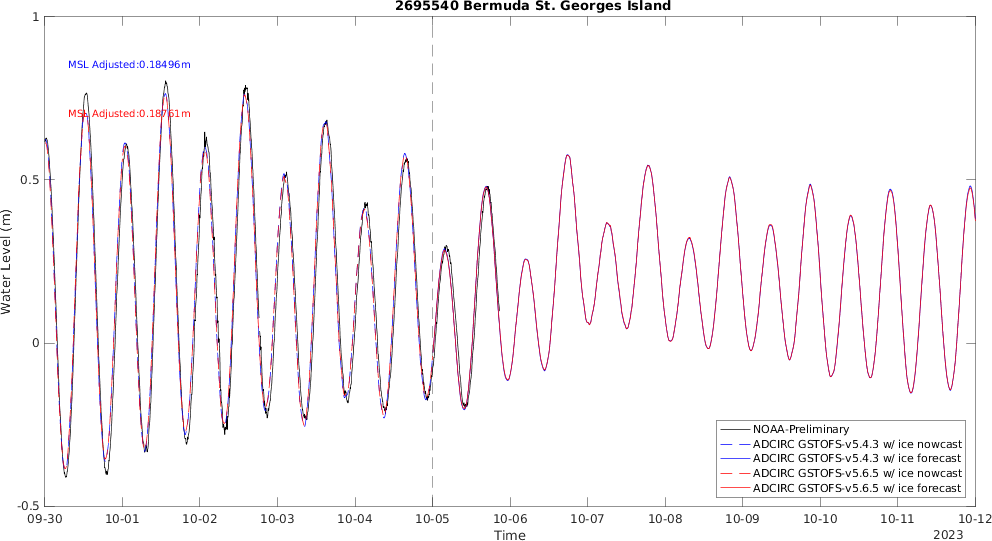 2695540 Bermuda St. Georges Island
1
MSL Adjusted:0.18496m
MSL Adjusted:0.18761m
0.5
Water Level (m)
0
-0.5
NOAA-Preliminary
ADCIRC GSTOFS-v5.4.3 w/ ice nowcast
ADCIRC GSTOFS-v5.4.3 w/ ice forecast
ADCIRC GSTOFS-v5.6.5 w/ ice nowcast
ADCIRC GSTOFS-v5.6.5 w/ ice forecast
09-30 10-01 10-02 10-03 10-04 10-05 10-06 10-07 10-08 10-09 10-10 10-11 10-12
Time
2023